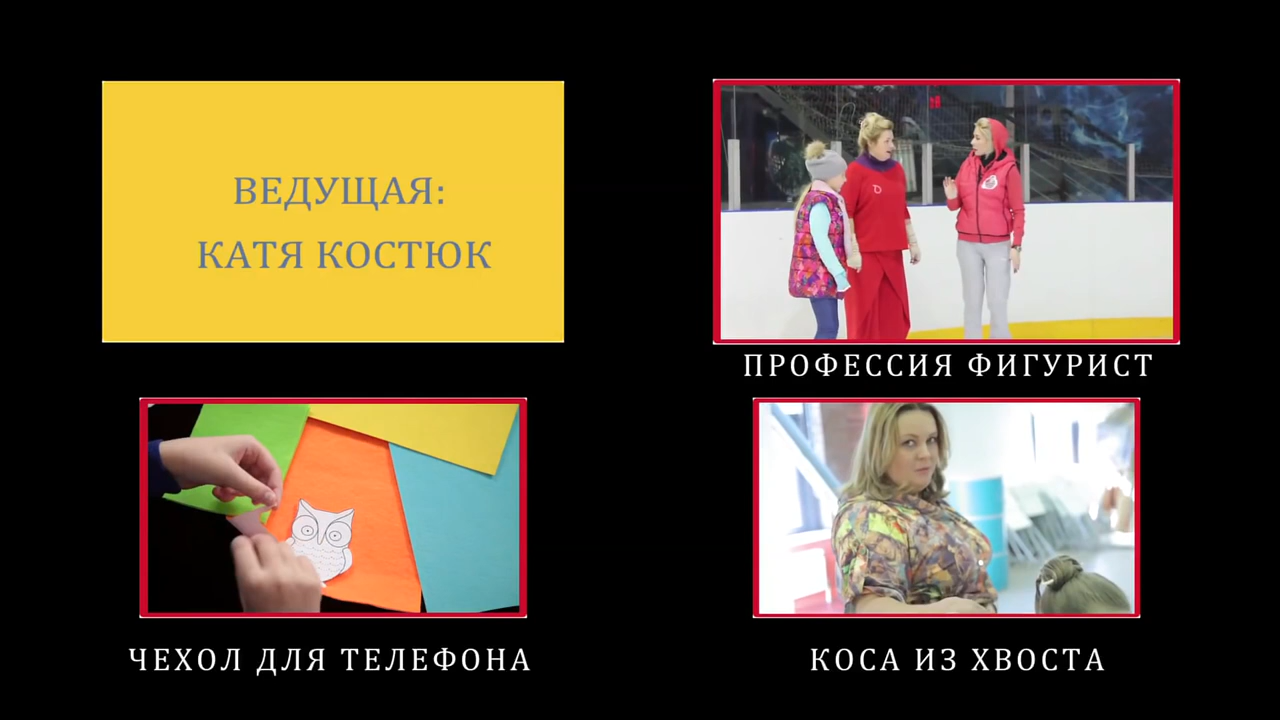 ВЕДУЩАЯ:
КАТЯ КОСТЮК
ПРОФЕССИЯ ФИГУРИСТ
ЧЕХОЛ ДЛЯ ТЕЛЕФОНА
КОСА ИЗ ХВОСТА